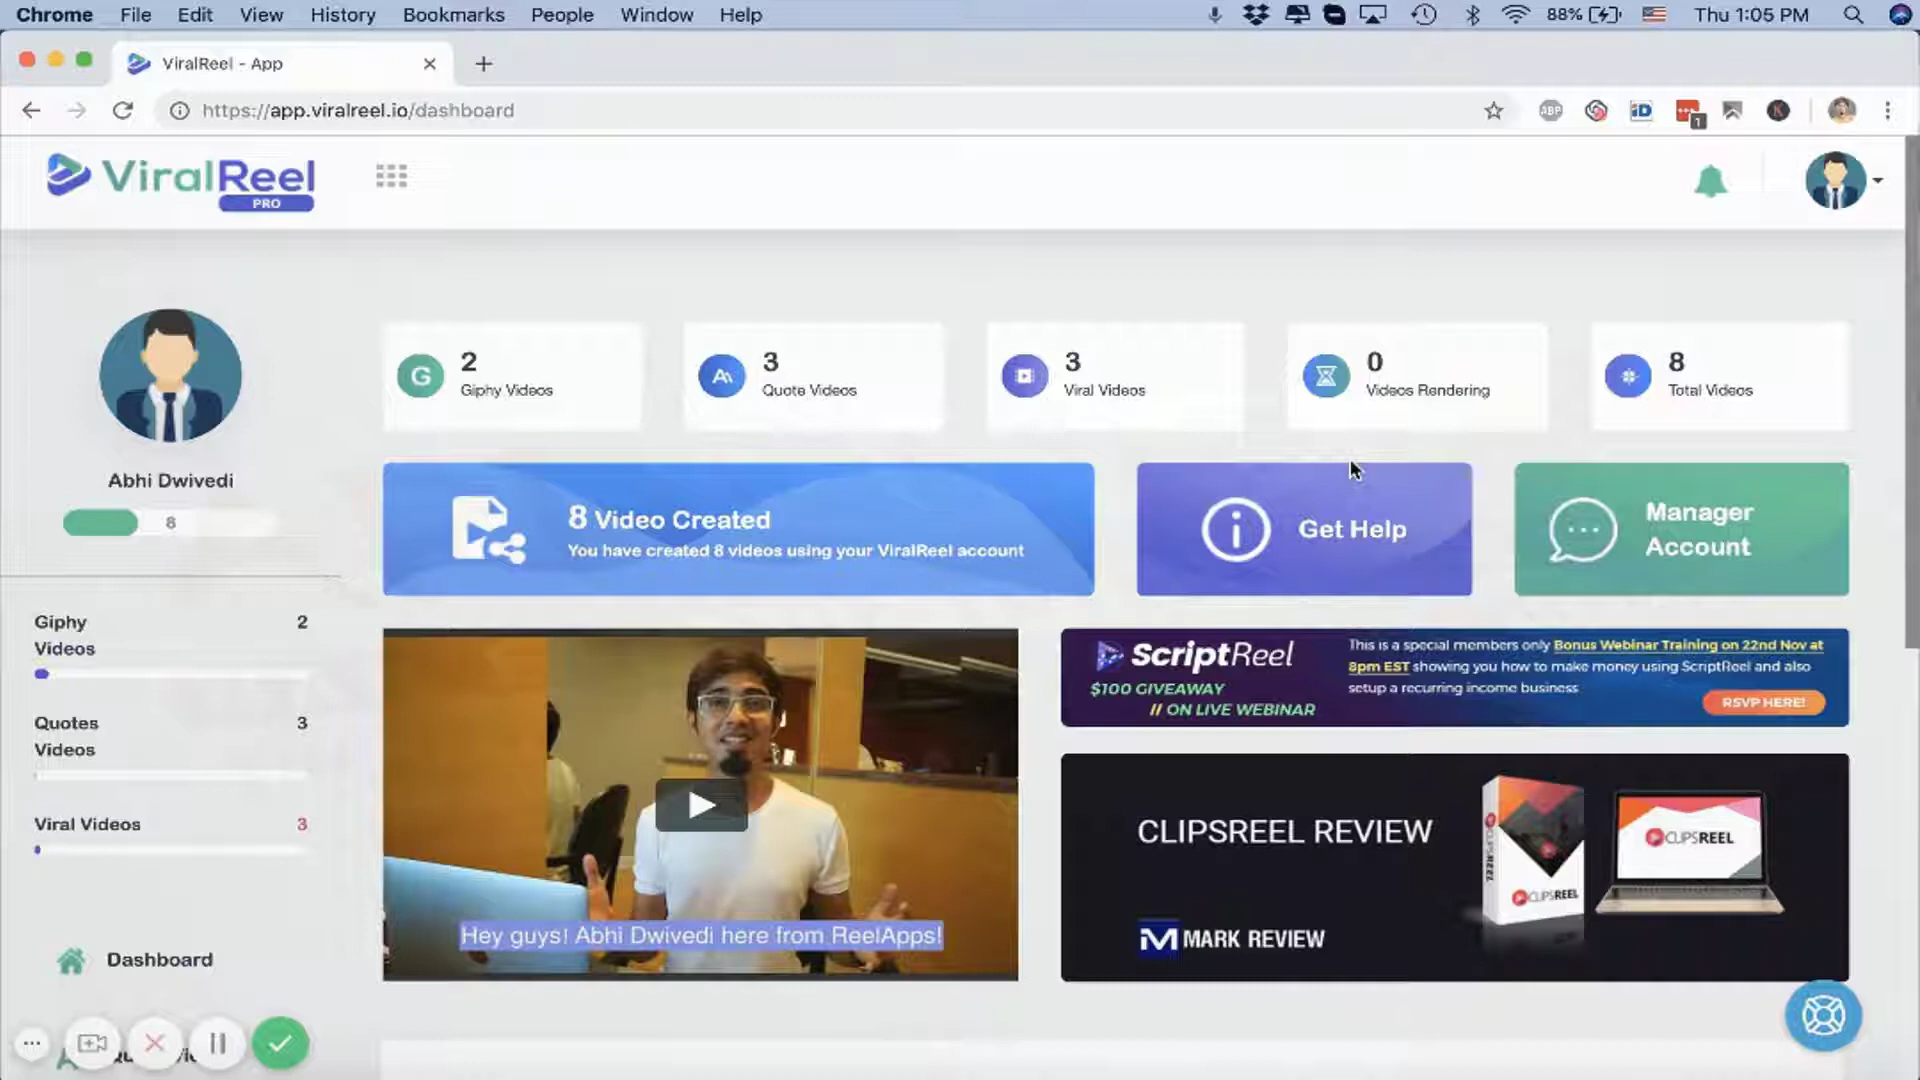 Chrome File Edit View History Bookmarks People Window Help
88% Thu 1:05 PM
ViralReel - App
https://app.viralreel.io/dashboard
ABP iD 1 K
ViralReel
PRO
G 2
Giphy Videos
3
Quote Videos
3
Viral Videos
0
Videos Rendering
8
Total Videos
Abhi Dwivedi
8
8 Video Created
You have created 8 videos using your ViralReel account
Get Help
Manager
Account
Giphy 2
Videos
Quotes 3
Videos
Viral Videos 3
Dashboard
Hey guys! Abhi Dwivedi here from ReelApps!
ScriptReel
$100 GIVEAWAY
// ON LIVE WEBINAR
This is a special members only Bonus Webinar Training on 22nd Nov at
8pm EST showing you how to make money using ScriptReel and also
setup a recurring income business
RSVP HERE!
CLIPSREEL REVIEW
MARK REVIEW
CLIPSREEL
CLIPSREEL
CLIPSREEL